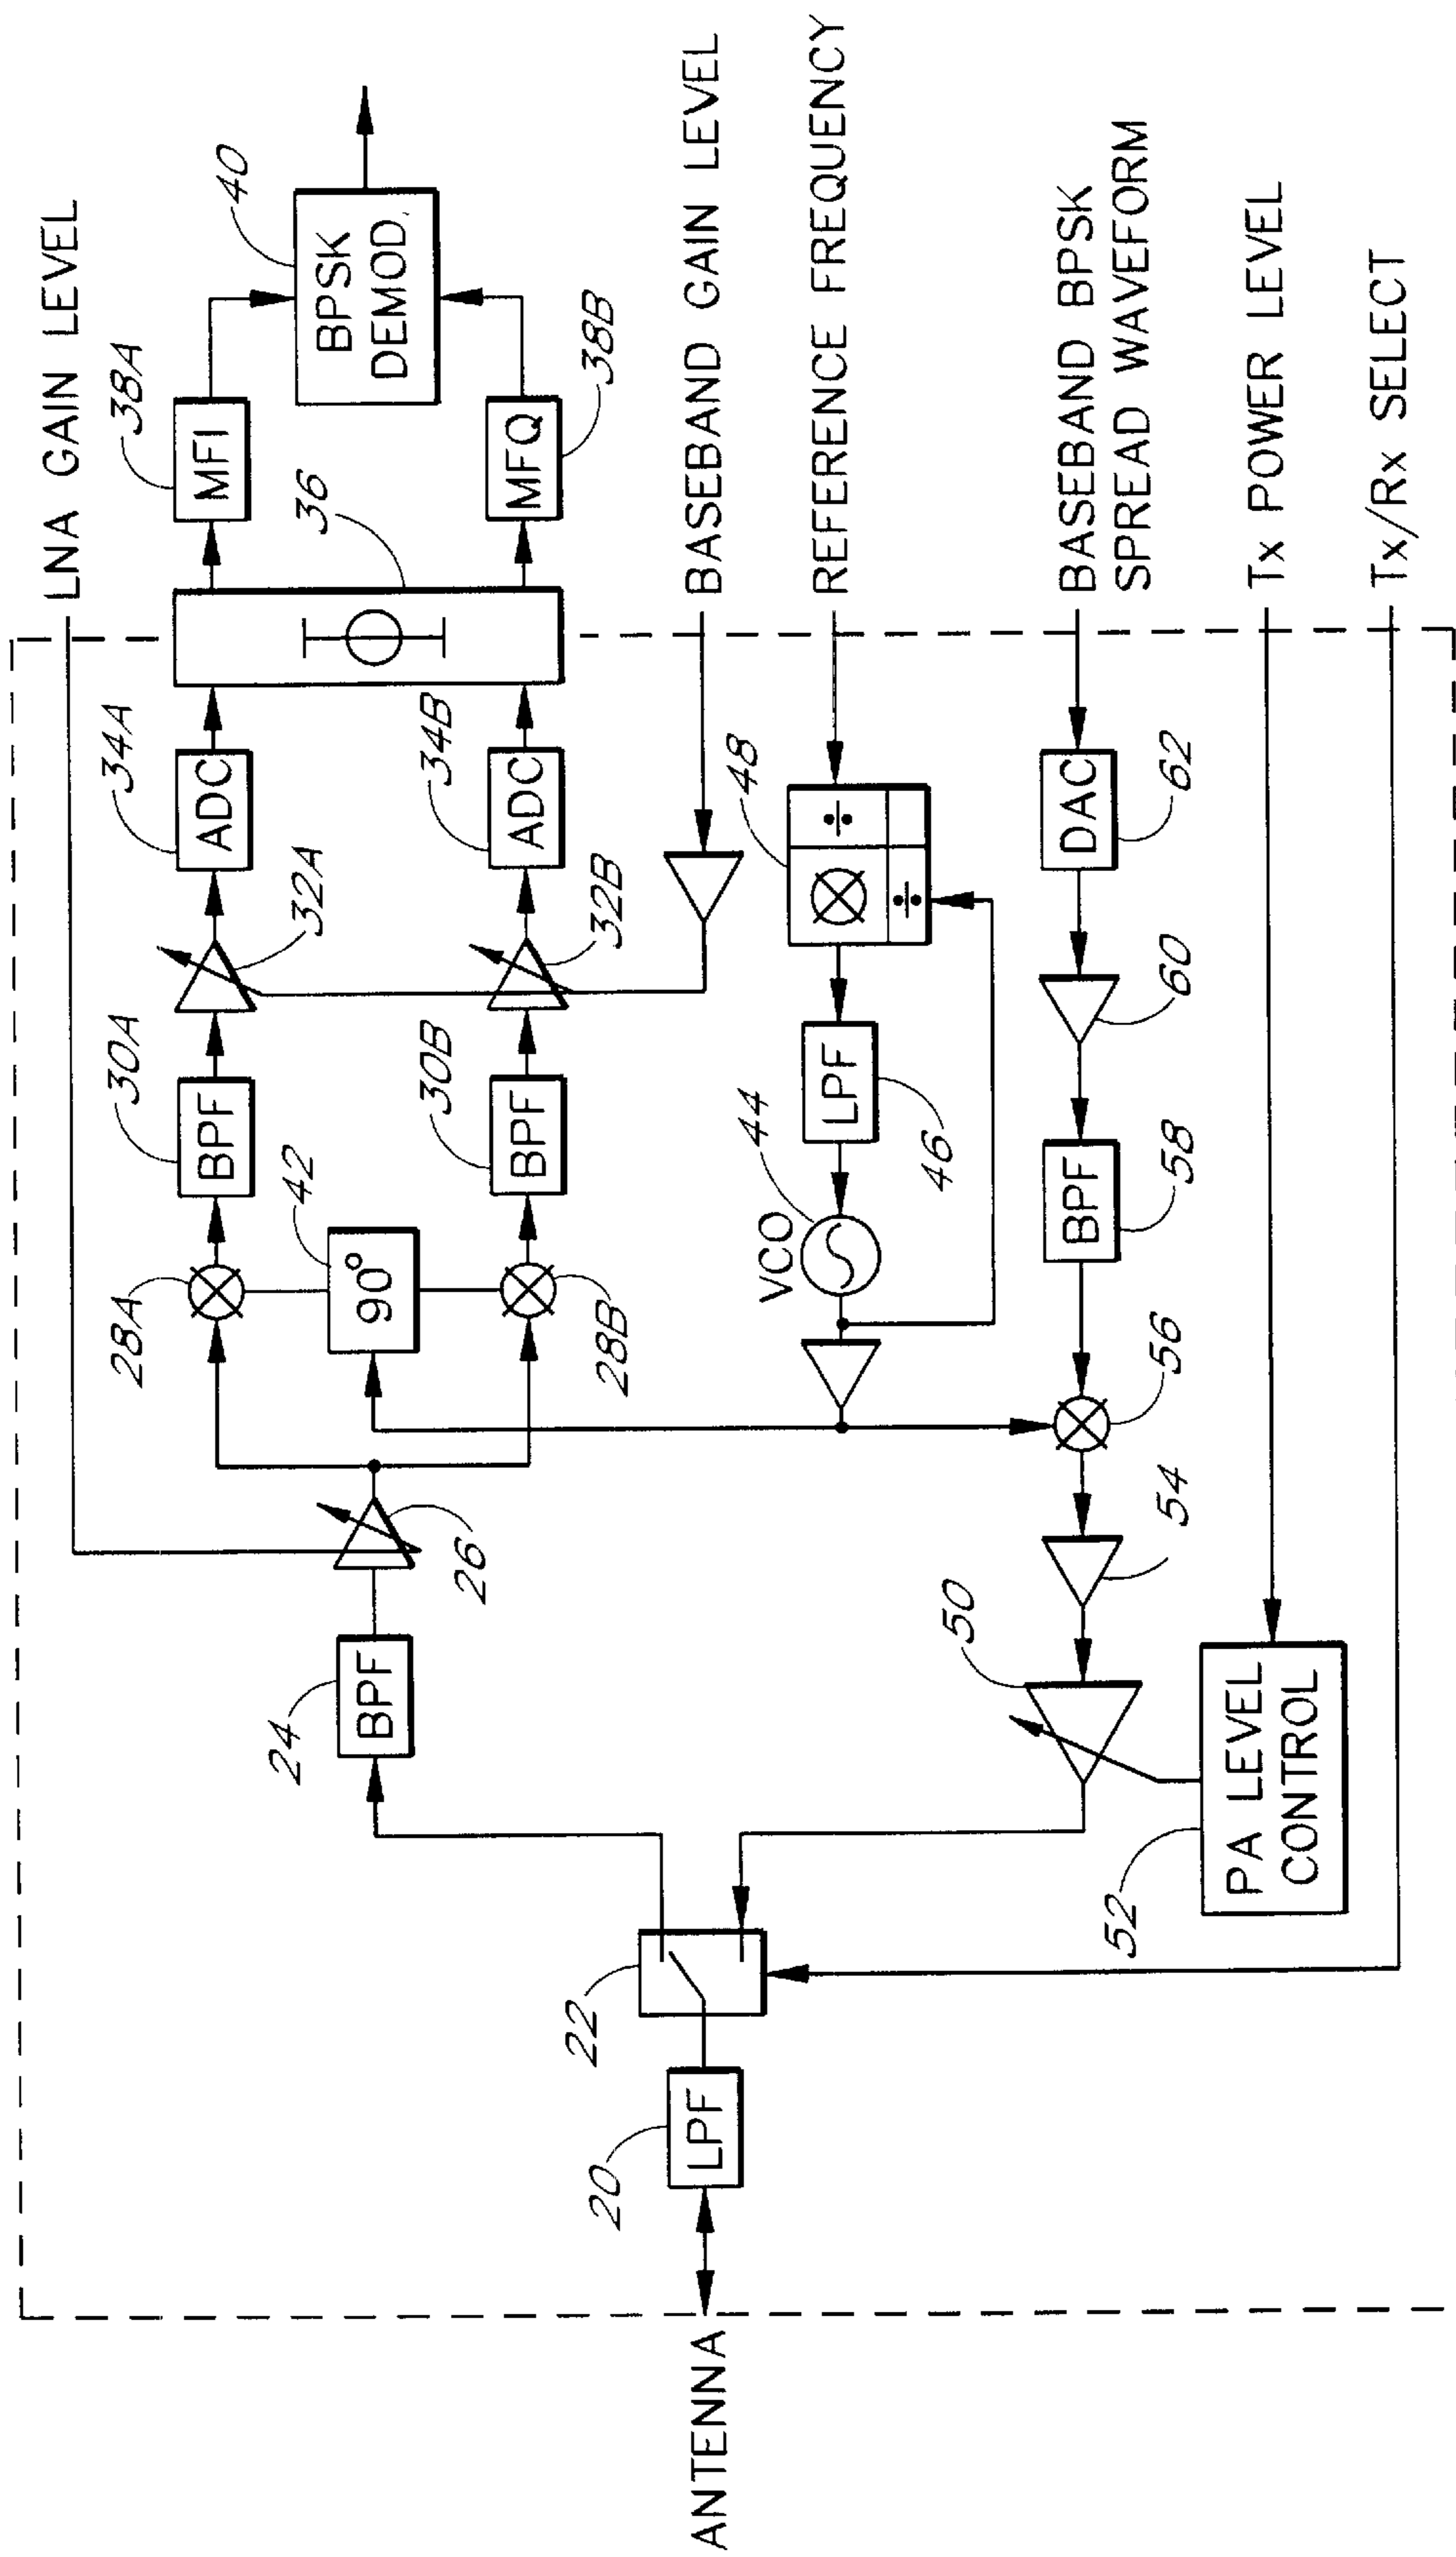 LNA GAIN LEVEL
38A
40
MFI
BPSK
DEMOD.
36
MFQ
38B
34A
ADC
32A
34B
ADC
32B
BASEBAND GAIN LEVEL
30A
BPF
28A
42
90°
30B
BPF
28B
24
BPF
26
REFERENCE FREQUENCY
48
÷
÷
44
VCO
LPF
46
BASEBAND BPSK
SPREAD WAVEFORM
DAC
62
60
BPF
58
56
54
50
ANTENNA
20
LPF
22
Tx POWER LEVEL
52
PA LEVEL
CONTROL
Tx/Rx SELECT